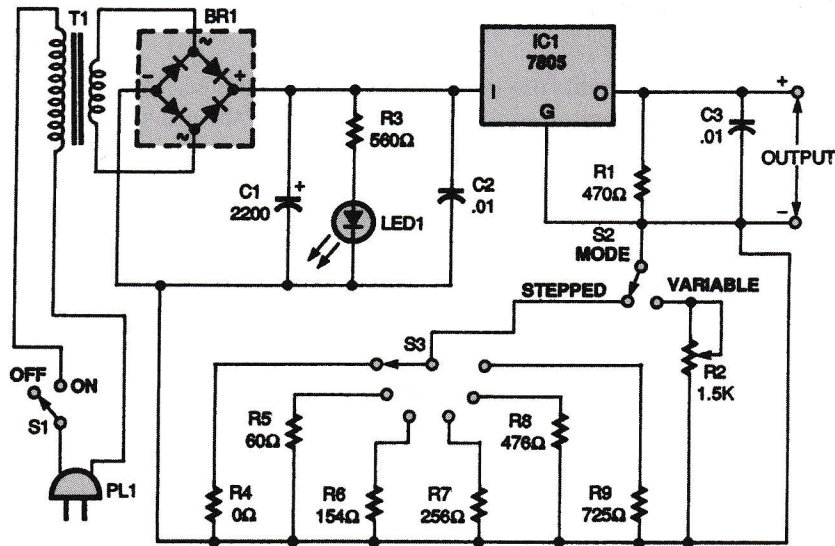 T1
BR1
~
-
+
~
IC1
7805
I
O
G
R3
560Ω
C1
+
2200
LED1
C2
.01
R1
470Ω
C3
.01
+
OUTPUT
-
S2
MODE
STEPPED
VARIABLE
S3
R2
1.5K
OFF
ON
S1
PL1
R5
60Ω
R8
476Ω
R4
0Ω
R6
154Ω
R7
256Ω
R9
725Ω